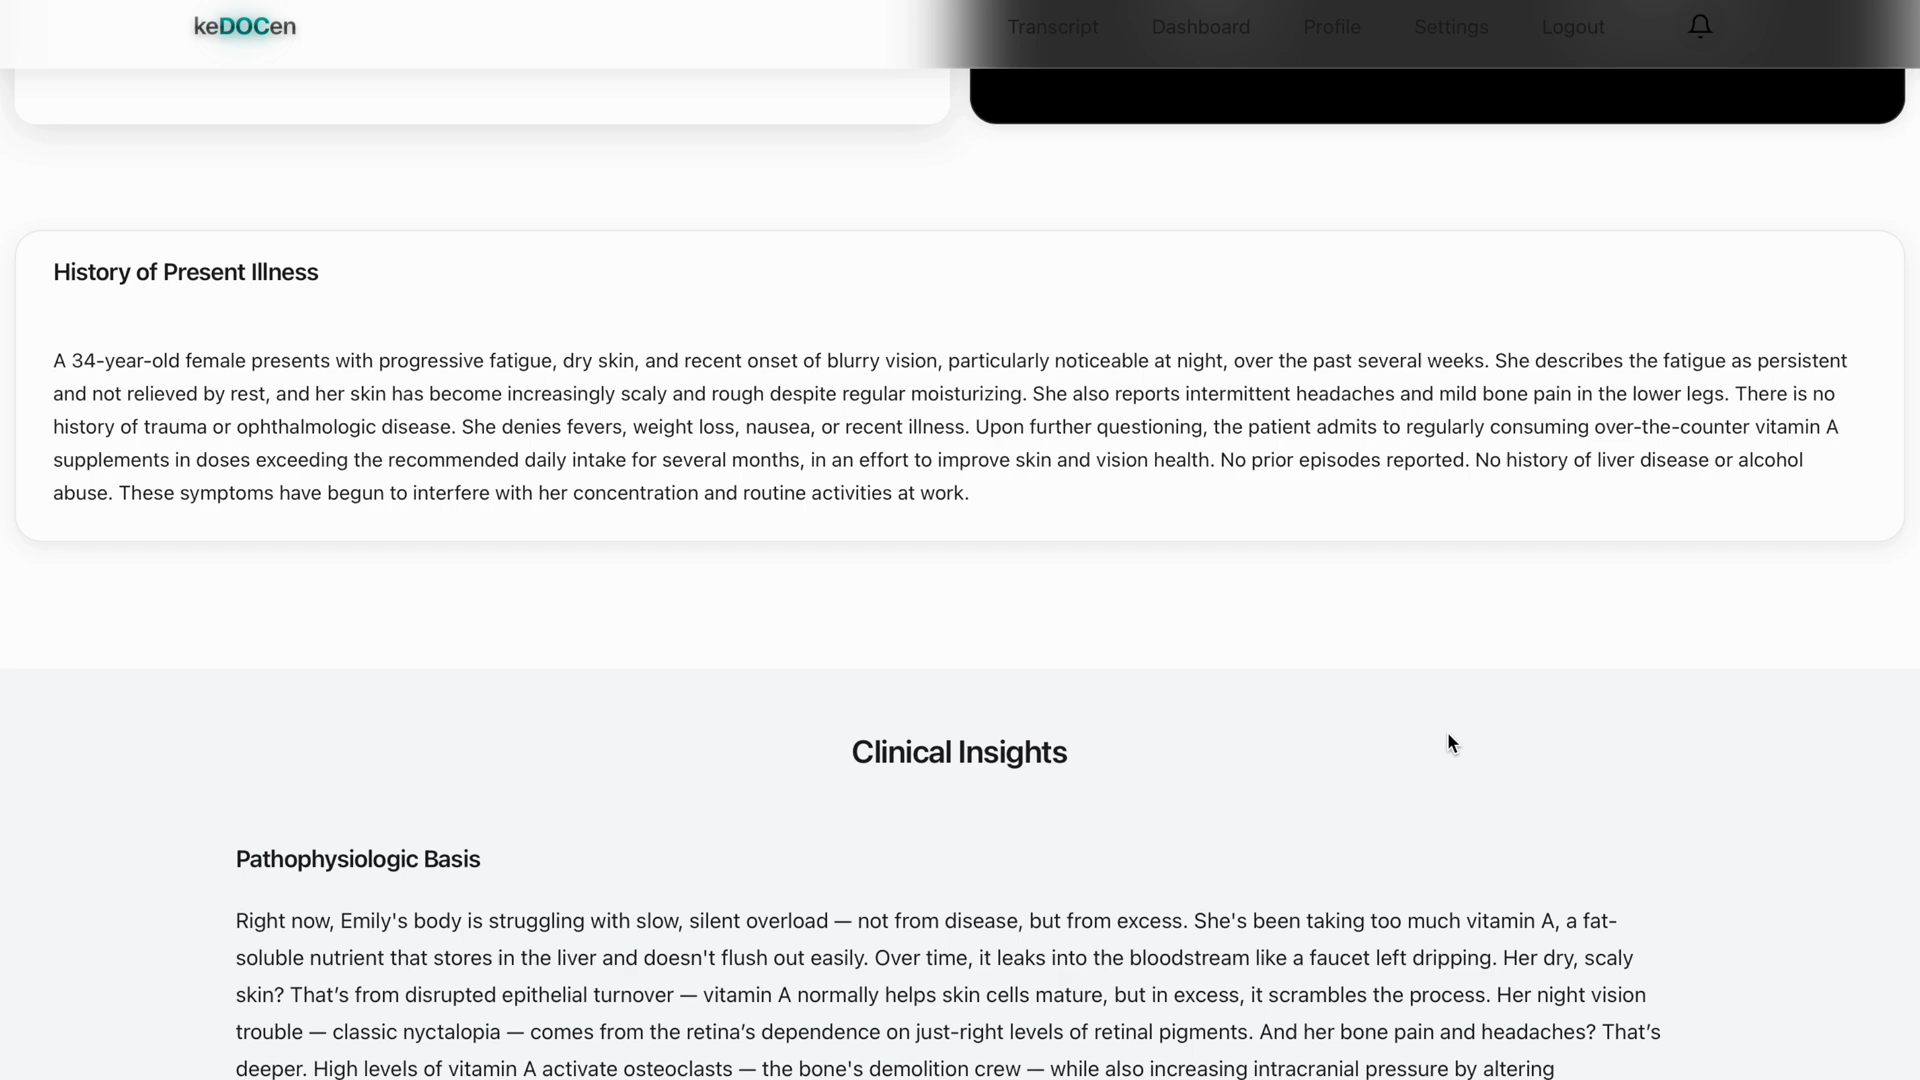 keDOCen
Transcript Dashboard Profile Settings Logout
History of Present Illness
A 34-year-old female presents with progressive fatigue, dry skin, and recent onset of blurry vision, particularly noticeable at night, over the past several weeks. She describes the fatigue as persistent
and not relieved by rest, and her skin has become increasingly scaly and rough despite regular moisturizing. She also reports intermittent headaches and mild bone pain in the lower legs. There is no
history of trauma or ophthalmologic disease. She denies fevers, weight loss, nausea, or recent illness. Upon further questioning, the patient admits to regularly consuming over-the-counter vitamin A
supplements in doses exceeding the recommended daily intake for several months, in an effort to improve skin and vision health. No prior episodes reported. No history of liver disease or alcohol
abuse. These symptoms have begun to interfere with her concentration and routine activities at work.
Clinical Insights
Pathophysiologic Basis
Right now, Emily's body is struggling with slow, silent overload — not from disease, but from excess. She's been taking too much vitamin A, a fat-
soluble nutrient that stores in the liver and doesn't flush out easily. Over time, it leaks into the bloodstream like a faucet left dripping. Her dry, scaly
skin? That’s from disrupted epithelial turnover — vitamin A normally helps skin cells mature, but in excess, it scrambles the process. Her night vision
trouble — classic nyctalopia — comes from the retina’s dependence on just-right levels of retinal pigments. And her bone pain and headaches? That’s
deeper. High levels of vitamin A activate osteoclasts — the bone's demolition crew — while also increasing intracranial pressure by altering